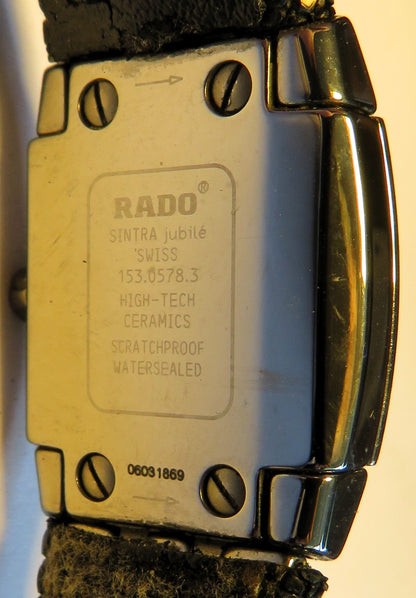 RADO®
SINTRA jubilé
SWISS
153.0578.3
HIGH-TECH
CERAMICS
SCRATCHPROOF
WATERSEALED
06031869